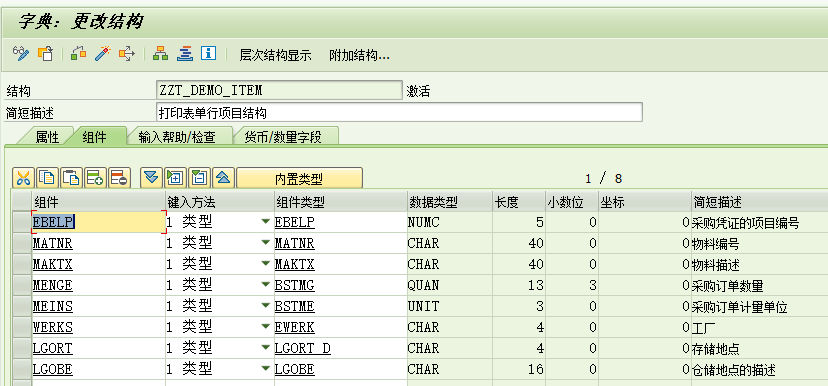 字典：更改结构
层次结构显示 附加结构...
结构 ZZT_DEMO_ITEM 激活
简短描述 打印表单行项目结构
属性 组件 输入帮助/检查 货币/数量字段
内置类型 1 / 8
组件 键入方法 组件类型 数据类型 长度 小数位 坐标 简短描述
EBELP 1 类型 EBELP NUMC 5 0 0 采购凭证的项目编号
MATNR 1 类型 MATNR CHAR 40 0 0 物料编号
MAKTX 1 类型 MAKTX CHAR 40 0 0 物料描述
MENGE 1 类型 BSTMG QUAN 13 3 0 采购订单数量
MEINS 1 类型 BSTME UNIT 3 0 0 采购订单计量单位
WERKS 1 类型 EWERK CHAR 4 0 0 工厂
LGORT 1 类型 LGORT_D CHAR 4 0 0 存储地点
LGOBE 1 类型 LGOBE CHAR 16 0 0 仓储地点的描述